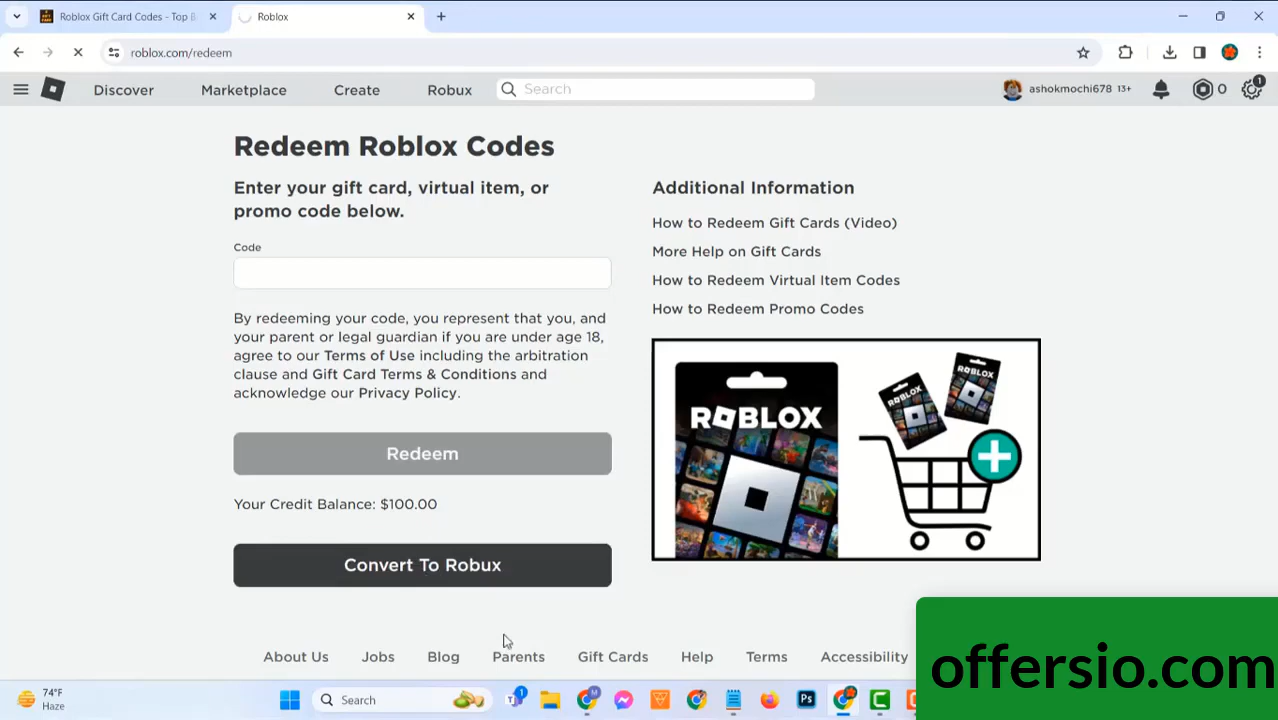 Roblox Gift Card Codes - Top B
Roblox
roblox.com/redeem
Discover
Marketplace
Create
Robux
Search
ashokmochi678 13+
0
1
Redeem Roblox Codes
Enter your gift card, virtual item, or
promo code below.
Code
By redeeming your code, you represent that you, and
your parent or legal guardian if you are under age 18,
agree to our Terms of Use including the arbitration
clause and Gift Card Terms & Conditions and
acknowledge our Privacy Policy.
Redeem
Your Credit Balance: $100.00
Convert To Robux
Additional Information
How to Redeem Gift Cards (Video)
More Help on Gift Cards
How to Redeem Virtual Item Codes
How to Redeem Promo Codes
ROBLOX
ROBLOX
ROBLOX
About Us
Jobs
Blog
Parents
Gift Cards
Help
Terms
Accessibility
offersio.com
74°F
Haze
Search
1
M
Ps